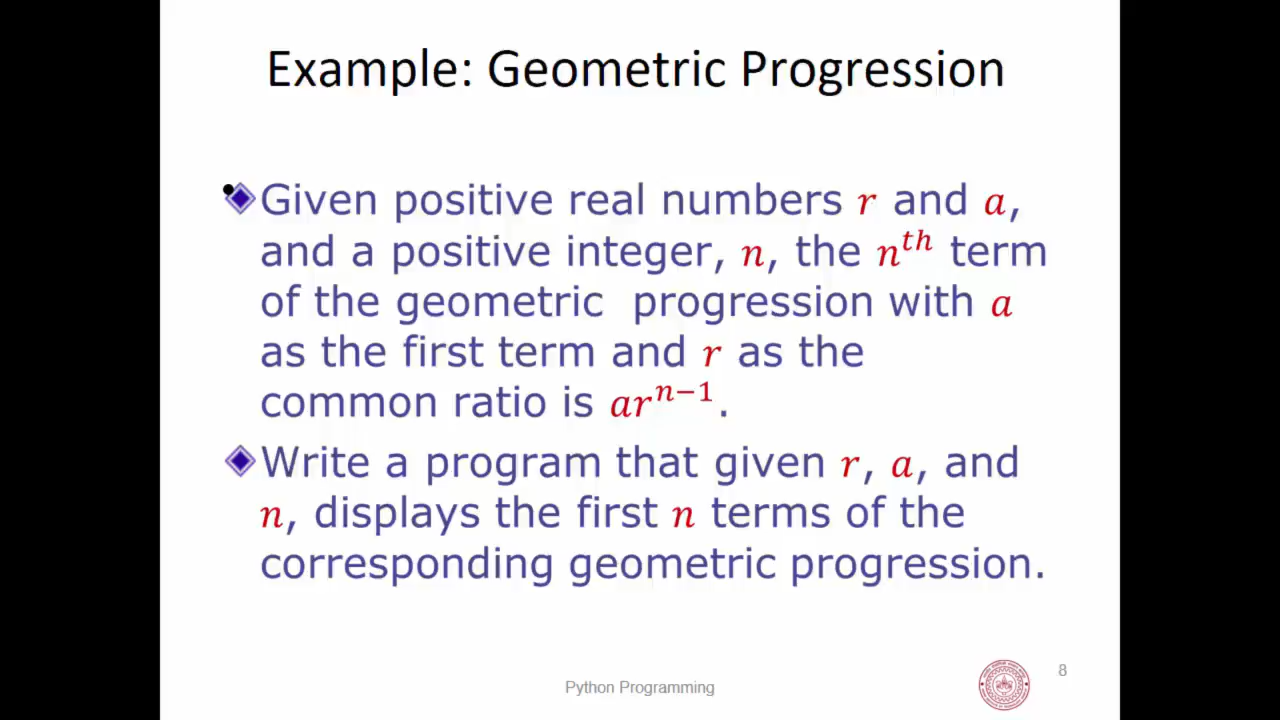 Example: Geometric Progression
Given positive real numbers r and a,
and a positive integer, n, the nᵗʰ term
of the geometric progression with a
as the first term and r as the
common ratio is arⁿ⁻¹.
Write a program that given r, a, and
n, displays the first n terms of the
corresponding geometric progression.
Python Programming
8